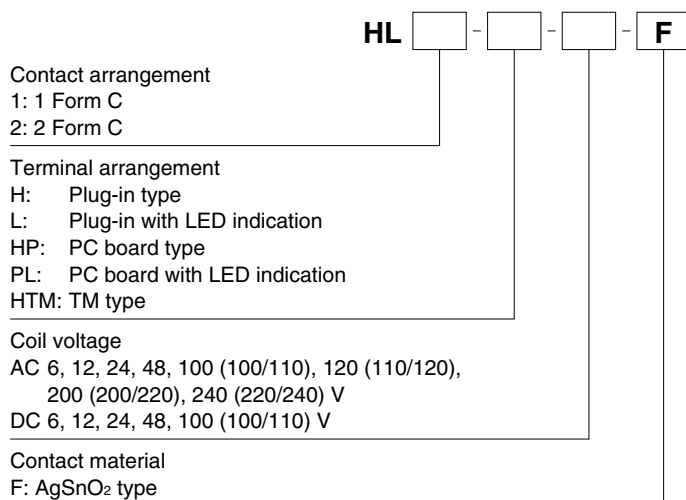 HL - - - F
Contact arrangement
1: 1 Form C
2: 2 Form C
Terminal arrangement
H: Plug-in type
L: Plug-in with LED indication
HP: PC board type
PL: PC board with LED indication
HTM: TM type
Coil voltage
AC 6, 12, 24, 48, 100 (100/110), 120 (110/120),
200 (200/220), 240 (220/240) V
DC 6, 12, 24, 48, 100 (100/110) V
Contact material
F: AgSnO₂ type